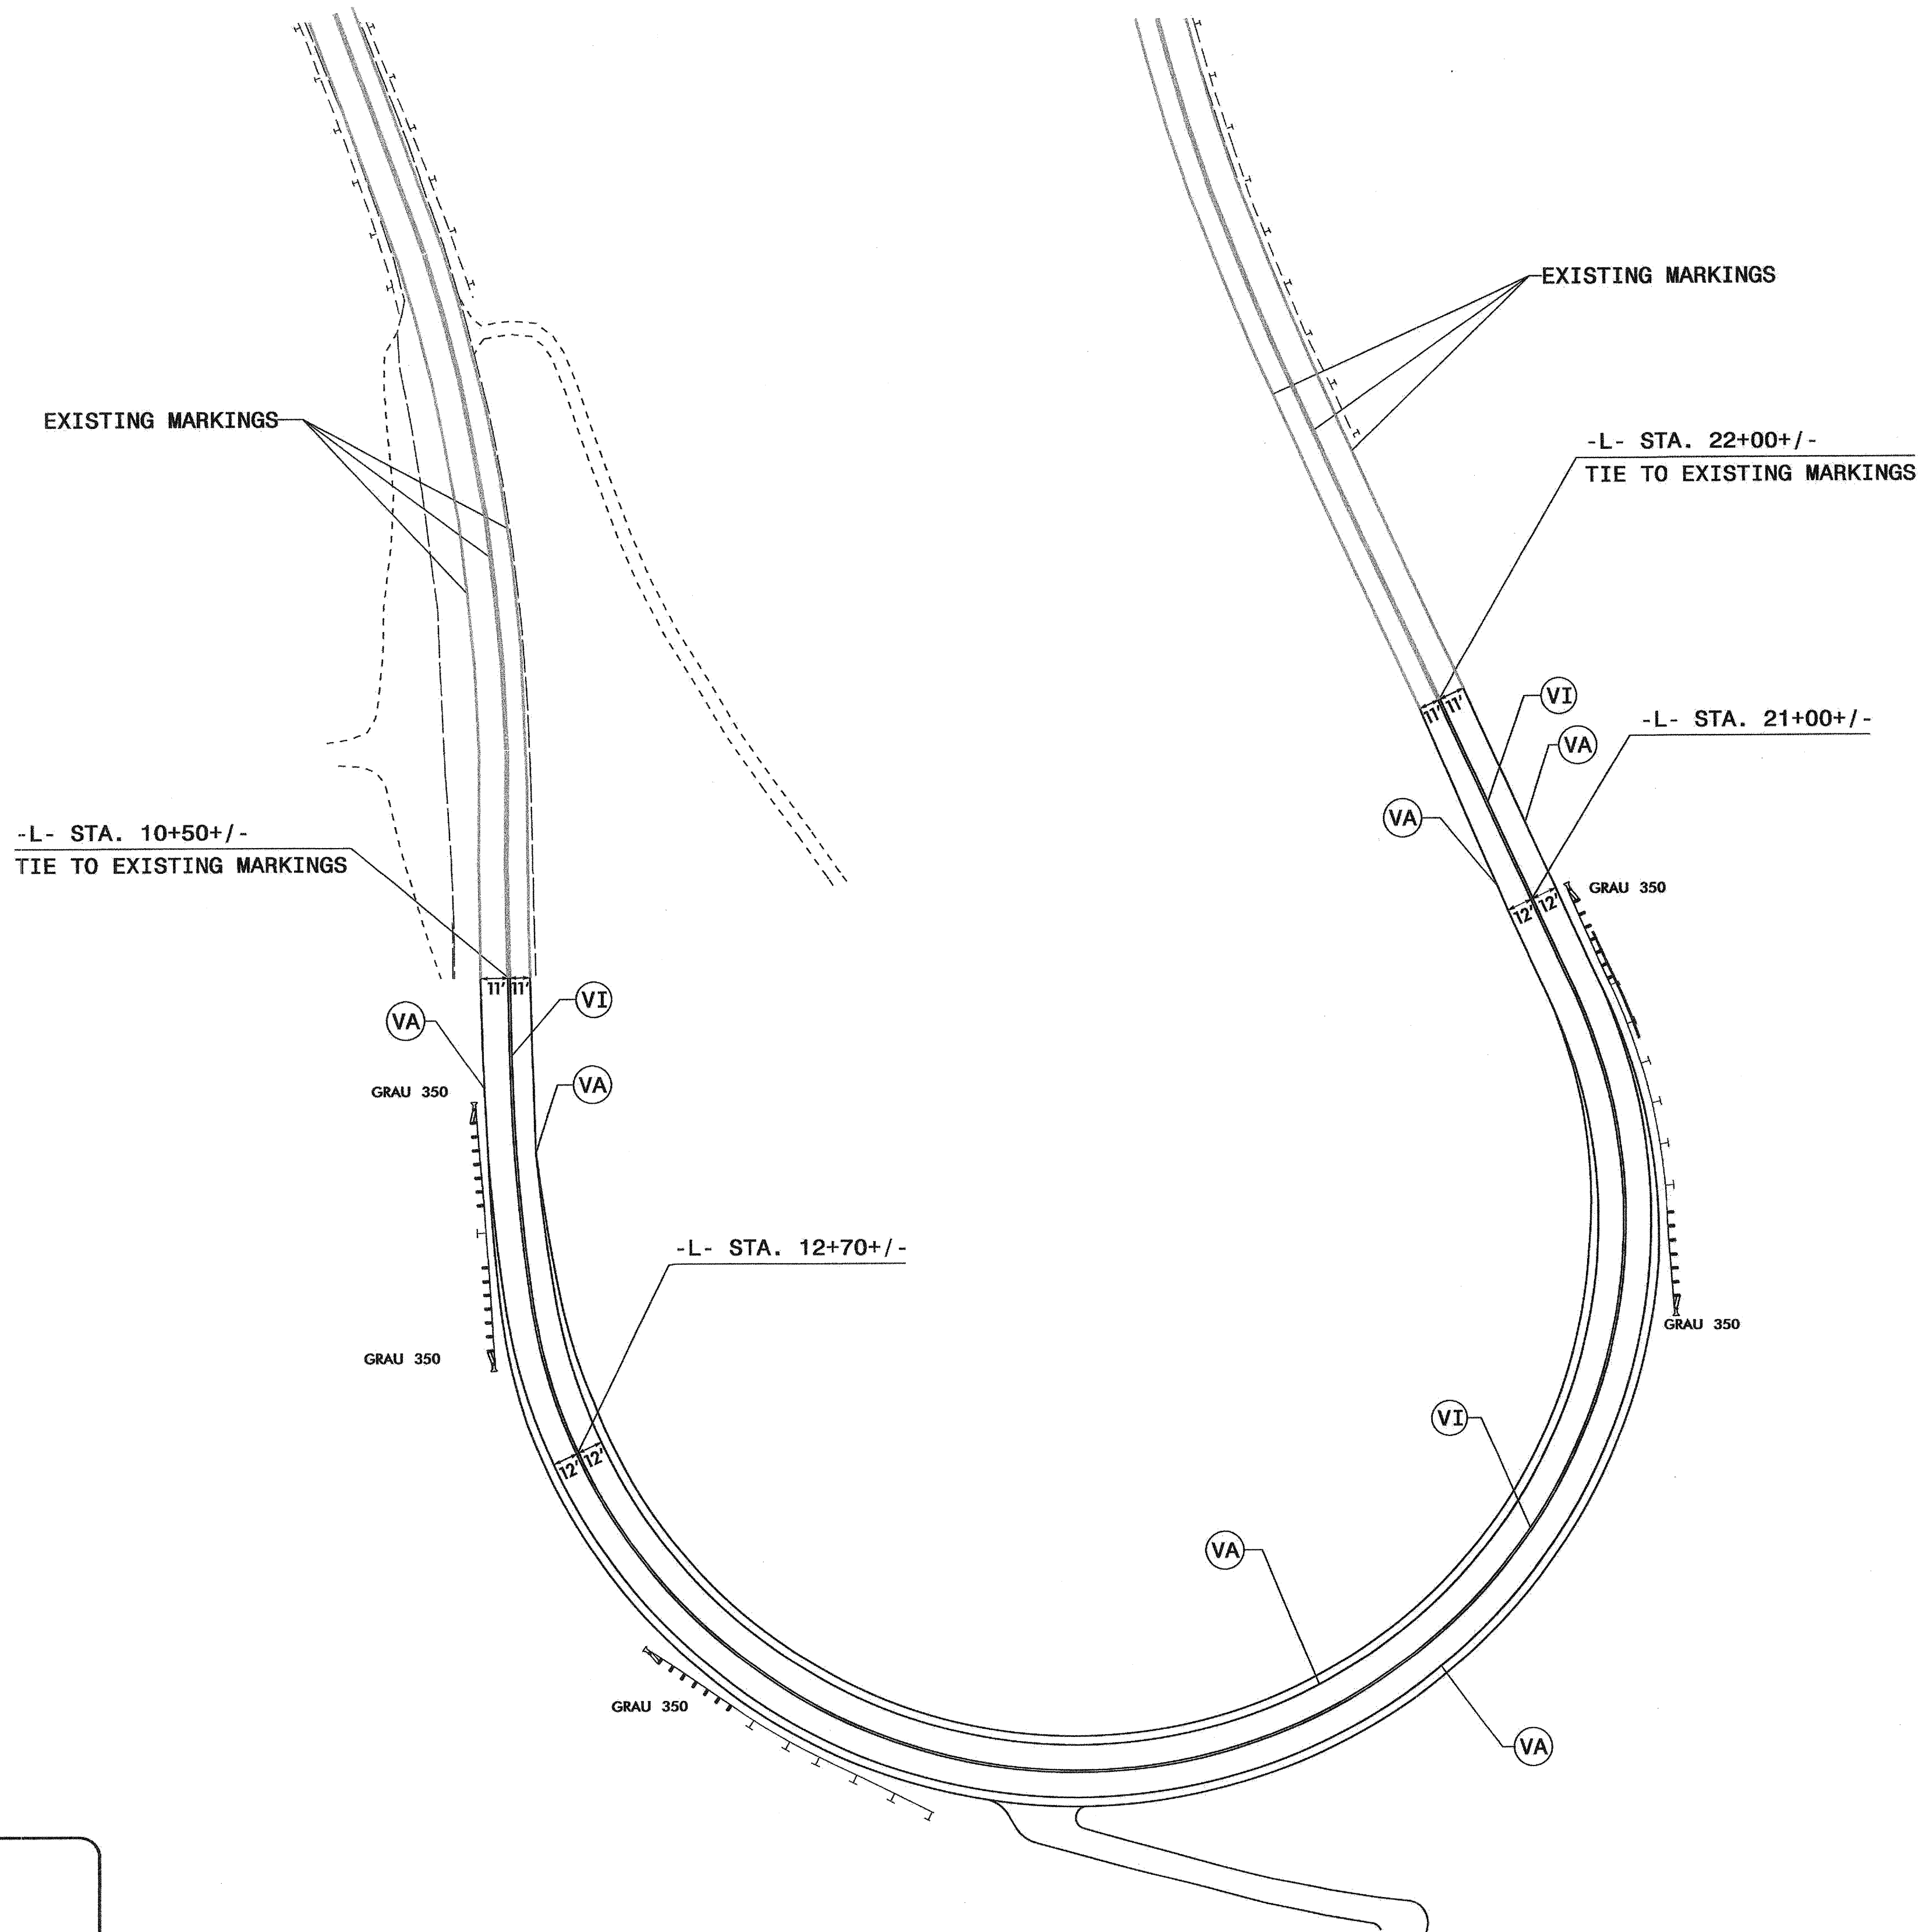 EXISTING MARKINGS
EXISTING MARKINGS
-L- STA. 22+00+/-
TIE TO EXISTING MARKINGS
11' 11'
VI
-L- STA. 21+00+/-
VA
VA
-L- STA. 10+50+/-
TIE TO EXISTING MARKINGS
GRAU 350
12' 12'
11' 11'
VI
VA
VA
GRAU 350
-L- STA. 12+70+/-
GRAU 350
GRAU 350
VI
12' 12'
VA
GRAU 350
VA